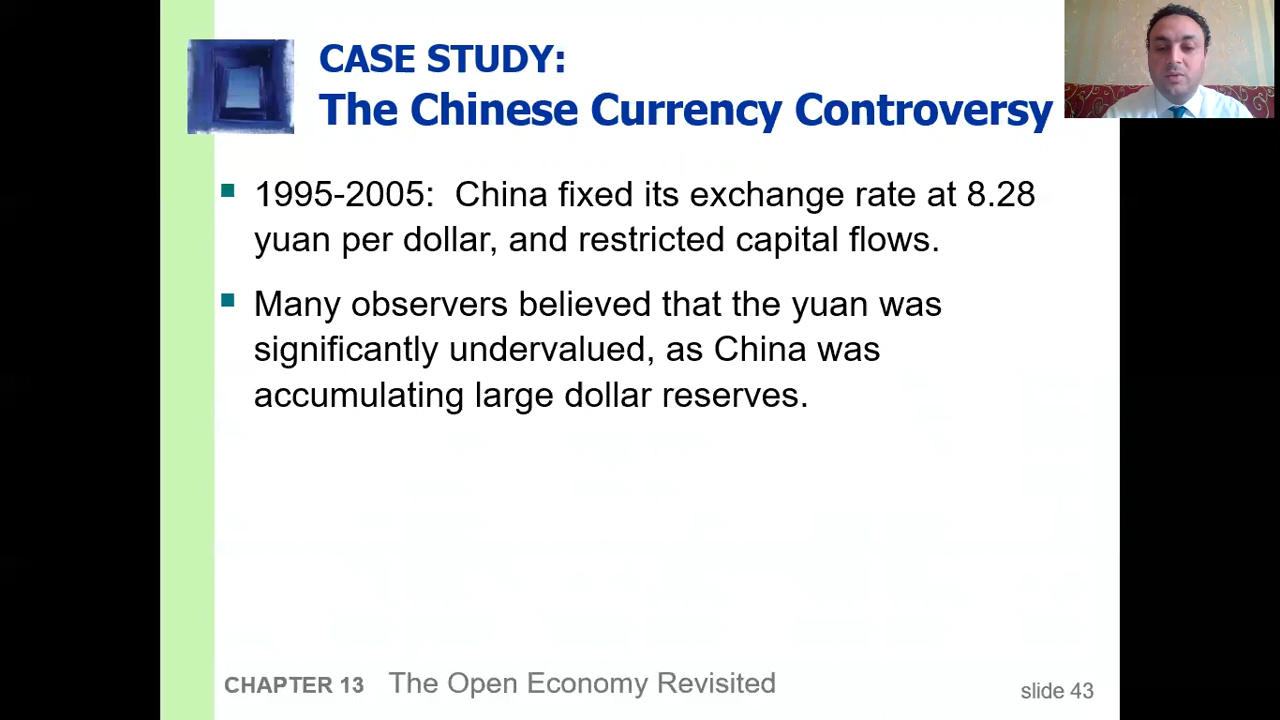 CASE STUDY:
The Chinese Currency Controversy
▪ 1995-2005: China fixed its exchange rate at 8.28
yuan per dollar, and restricted capital flows.
▪ Many observers believed that the yuan was
significantly undervalued, as China was
accumulating large dollar reserves.
CHAPTER 13 The Open Economy Revisited
slide 43